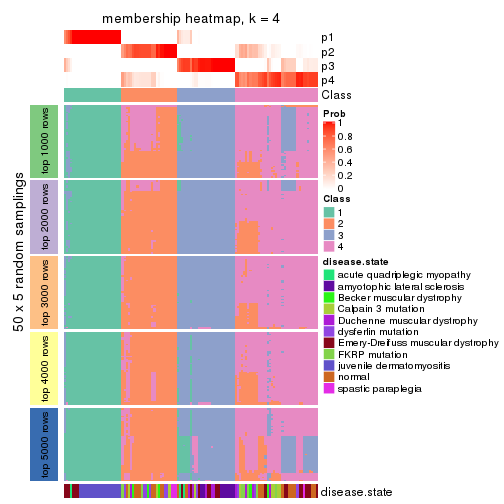 membership heatmap, k = 4
p1
p2
p3
p4
Class
50 x 5 random samplings
top 1000 rows
top 2000 rows
top 3000 rows
top 4000 rows
top 5000 rows
disease.state
Prob
1
0.8
0.6
0.4
0.2
0
Class
1
2
3
4
disease.state
acute quadriplegic myopathy
amyotrophic lateral sclerosis
Becker muscular dystrophy
Calpain 3 mutation
Duchenne muscular dystrophy
dysferlin mutation
Emery-Dreifuss muscular dystrophy
FKRP mutation
juvenile dermatomyositis
normal
spastic paraplegia